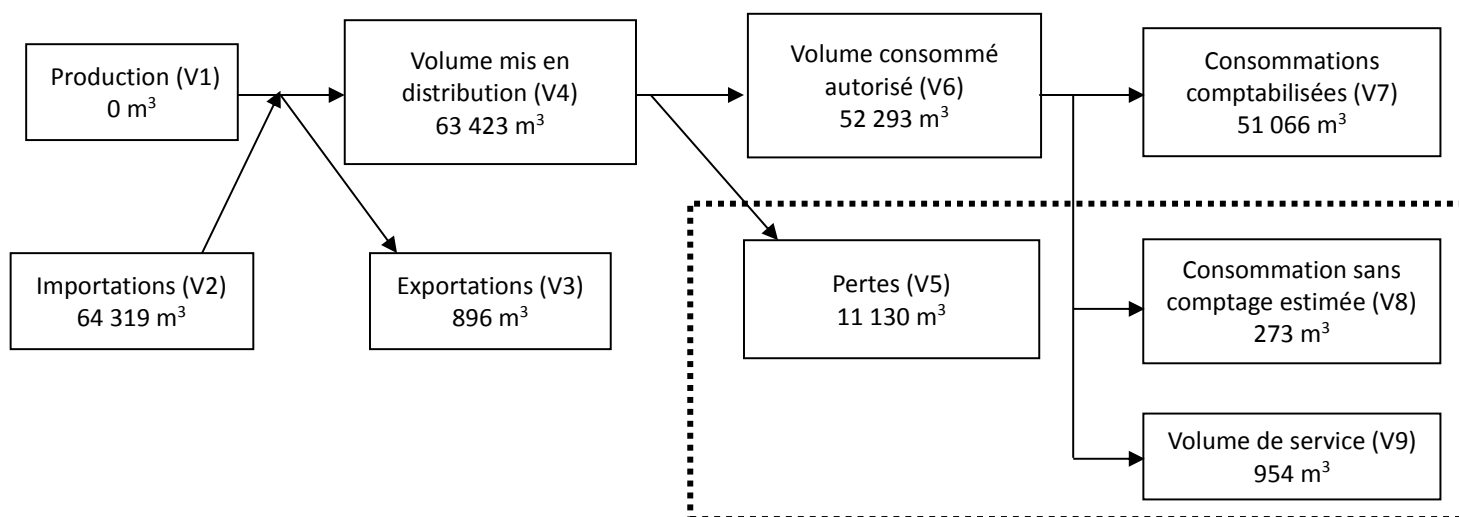 Production (V1)
0 m³
Volume mis en
distribution (V4)
63 423 m³
Volume consommé
autorisé (V6)
52 293 m³
Consommations
comptabilisées (V7)
51 066 m³
Importations (V2)
64 319 m³
Exportations (V3)
896 m³
Pertes (V5)
11 130 m³
Consommation sans
comptage estimée (V8)
273 m³
Volume de service (V9)
954 m³